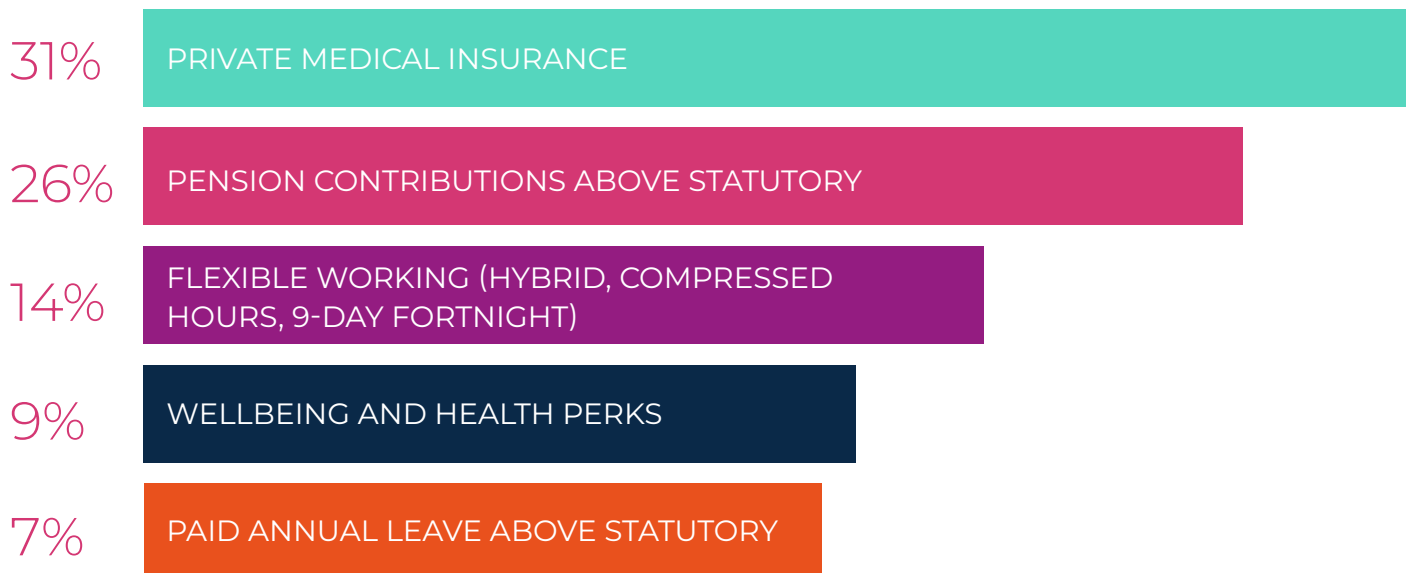 31%
PRIVATE MEDICAL INSURANCE
26%
PENSION CONTRIBUTIONS ABOVE STATUTORY
14%
FLEXIBLE WORKING (HYBRID, COMPRESSED
HOURS, 9-DAY FORTNIGHT)
9%
WELLBEING AND HEALTH PERKS
7%
PAID ANNUAL LEAVE ABOVE STATUTORY